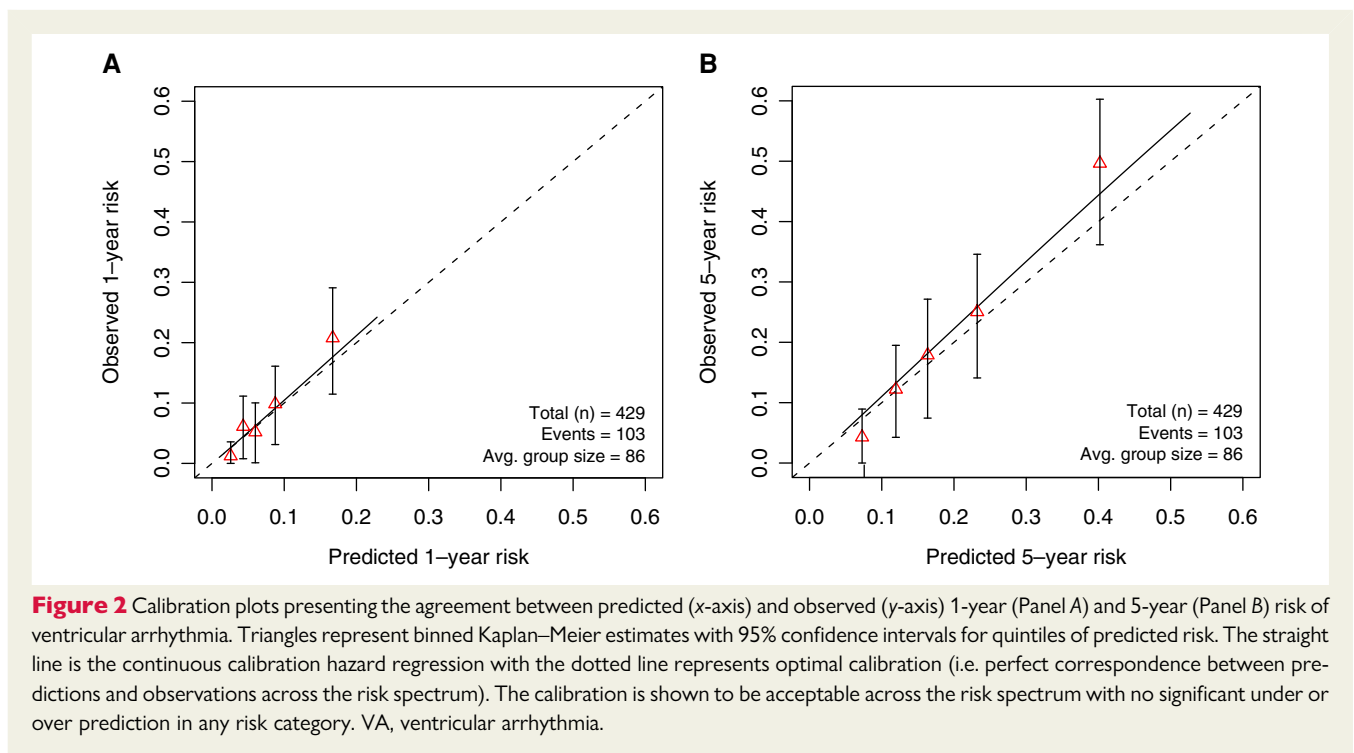 A
Observed 1–year risk
0.6
0.5
0.4
0.3
0.2
0.1
0.0
Total (n) = 429
Events = 103
Avg. group size = 86
0.0 0.1 0.2 0.3 0.4 0.5 0.6
Predicted 1–year risk
B
Observed 5–year risk
0.6
0.5
0.4
0.3
0.2
0.1
0.0
Total (n) = 429
Events = 103
Avg. group size = 86
0.0 0.1 0.2 0.3 0.4 0.5 0.6
Predicted 5–year risk
Figure 2 Calibration plots presenting the agreement between predicted (x-axis) and observed (y-axis) 1-year (Panel A) and 5-year (Panel B) risk of
ventricular arrhythmia. Triangles represent binned Kaplan–Meier estimates with 95% confidence intervals for quintiles of predicted risk. The straight
line is the continuous calibration hazard regression with the dotted line represents optimal calibration (i.e. perfect correspondence between pre-
dictions and observations across the risk spectrum). The calibration is shown to be acceptable across the risk spectrum with no significant under or
over prediction in any risk category. VA, ventricular arrhythmia.